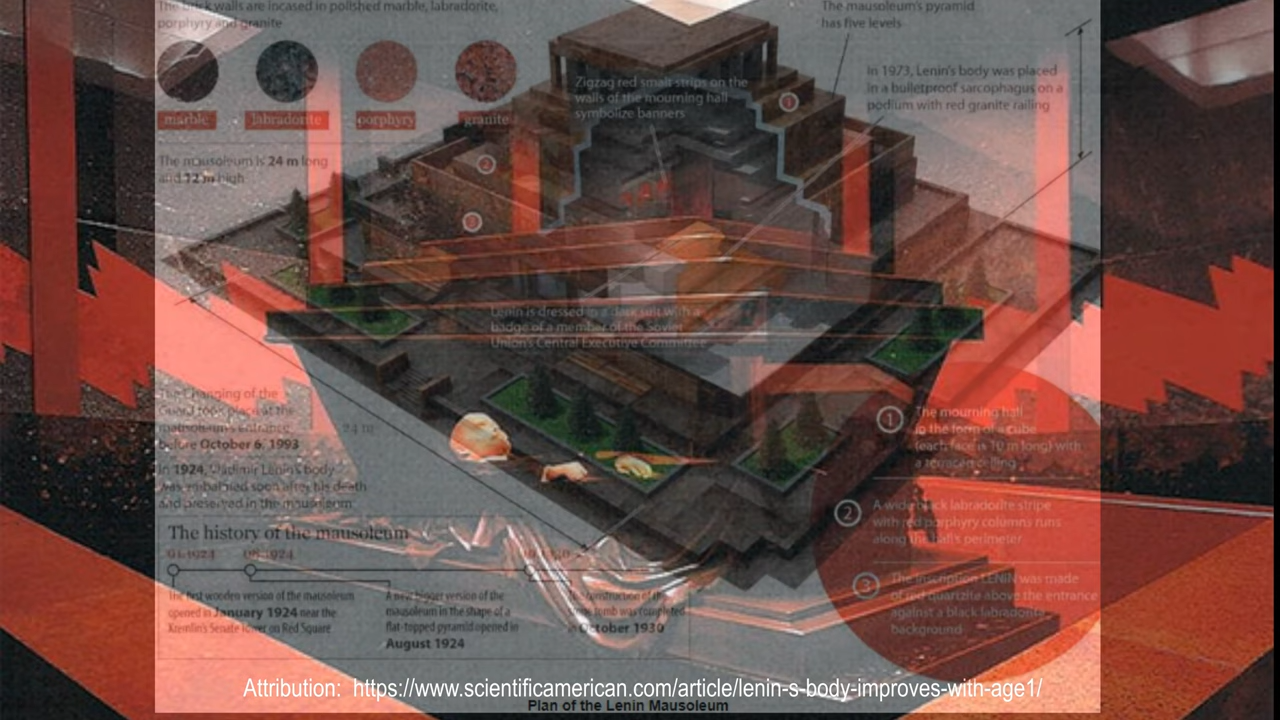 The brick walls are incased in polished marble, labradorite,
porphyry and granite
marble
labradorite
porphyry
granite
The mausoleum is 24 m long
and 12 m high
The mausoleum's pyramid
has five levels
In 1973, Lenin's body was placed
in a bulletproof sarcophagus on a
podium with red granite railing
Zigzag red smalt strips on the
walls of the mourning hall
symbolize banners
1
2
3
Lenin is dressed in a dark suit with a
badge of a member of the Soviet
Union's Central Executive Committee
The Changing of the
Guard took place at the
mausoleum's entrance
before October 6, 1993
24 m
In 1924, Vladimir Lenin's body
was embalmed soon after his death
and preserved in the mausoleum
1
The mourning hall
in the form of a cube
(each face is 10 m long) with
a terraced ceiling
2
A wide black labradorite stripe
with red porphyry columns runs
along the hall's perimeter
3
The inscription LENIN was made
of red quartzite above the entrance
against a black labradorite
background
The history of the mausoleum
01.1924
08.1924
The first wooden version of the mausoleum
opened in January 1924 near the
Kremlin's Senate Tower on Red Square
A new bigger version of the
mausoleum in the shape of a
flat-topped pyramid opened in
August 1924
The construction of the
tomb was completed
in October 1930
Attribution: https://www.scientificamerican.com/article/lenin-s-body-improves-with-age1/
Plan of the Lenin Mausoleum